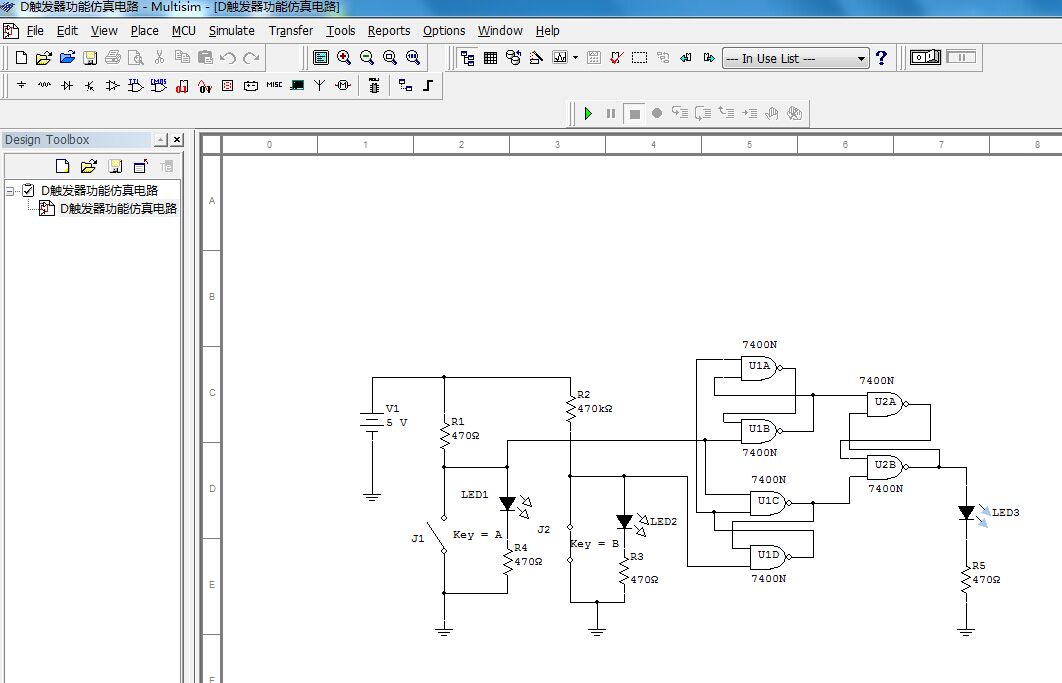 D触发器功能仿真电路 - Multisim - [D触发器功能仿真电路]
File Edit View Place MCU Simulate Transfer Tools Reports Options Window Help
--- In Use List --- ?
MISC
Design Toolbox
D触发器功能仿真电路
D触发器功能仿真电路
0 1 2 3 4 5 6 7 8
A
B
C
D
E
F
7400N
U1A
7400N
U2A
V1
5 V
R1
470Ω
R2
470kΩ
U1B
7400N
U2B
7400N
7400N
U1C
LED1
LED2
LED3
J1
Key = A
J2
Key = B
U1D
7400N
R4
470Ω
R3
470Ω
R5
470Ω